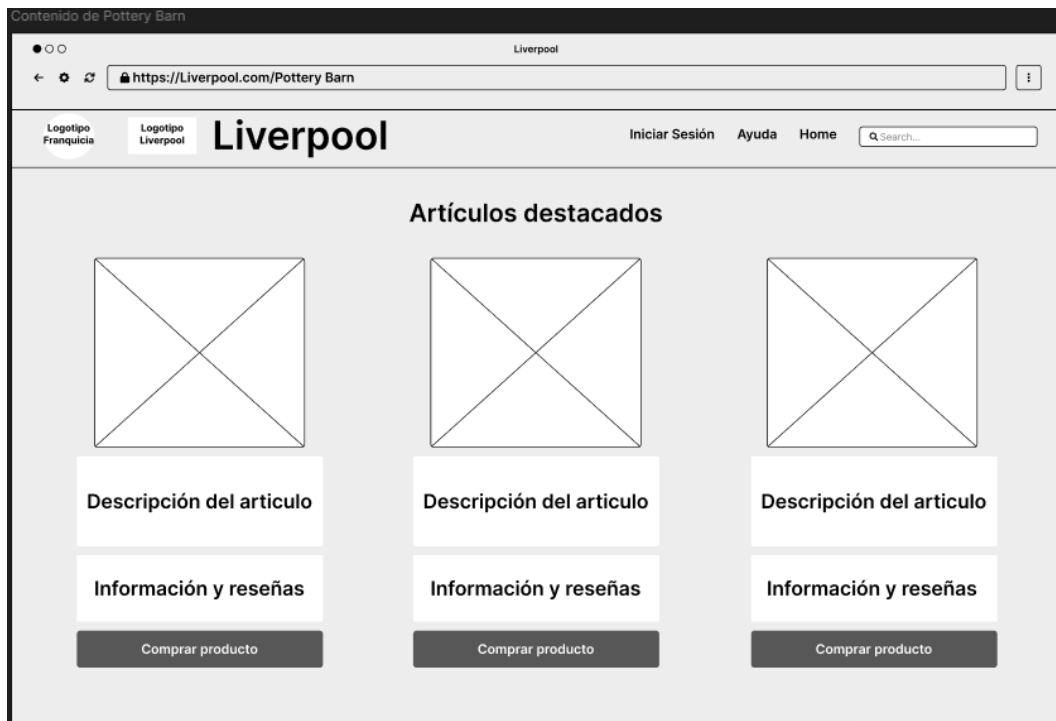 Contenido de Pottery Barn
Liverpool
https://Liverpool.com/Pottery Barn
Logotipo
Franquicia
Logotipo
Liverpool
Liverpool
Iniciar Sesión Ayuda Home Search...
Artículos destacados
Descripción del articulo Descripción del articulo Descripción del articulo
Información y reseñas Información y reseñas Información y reseñas
Comprar producto Comprar producto Comprar producto